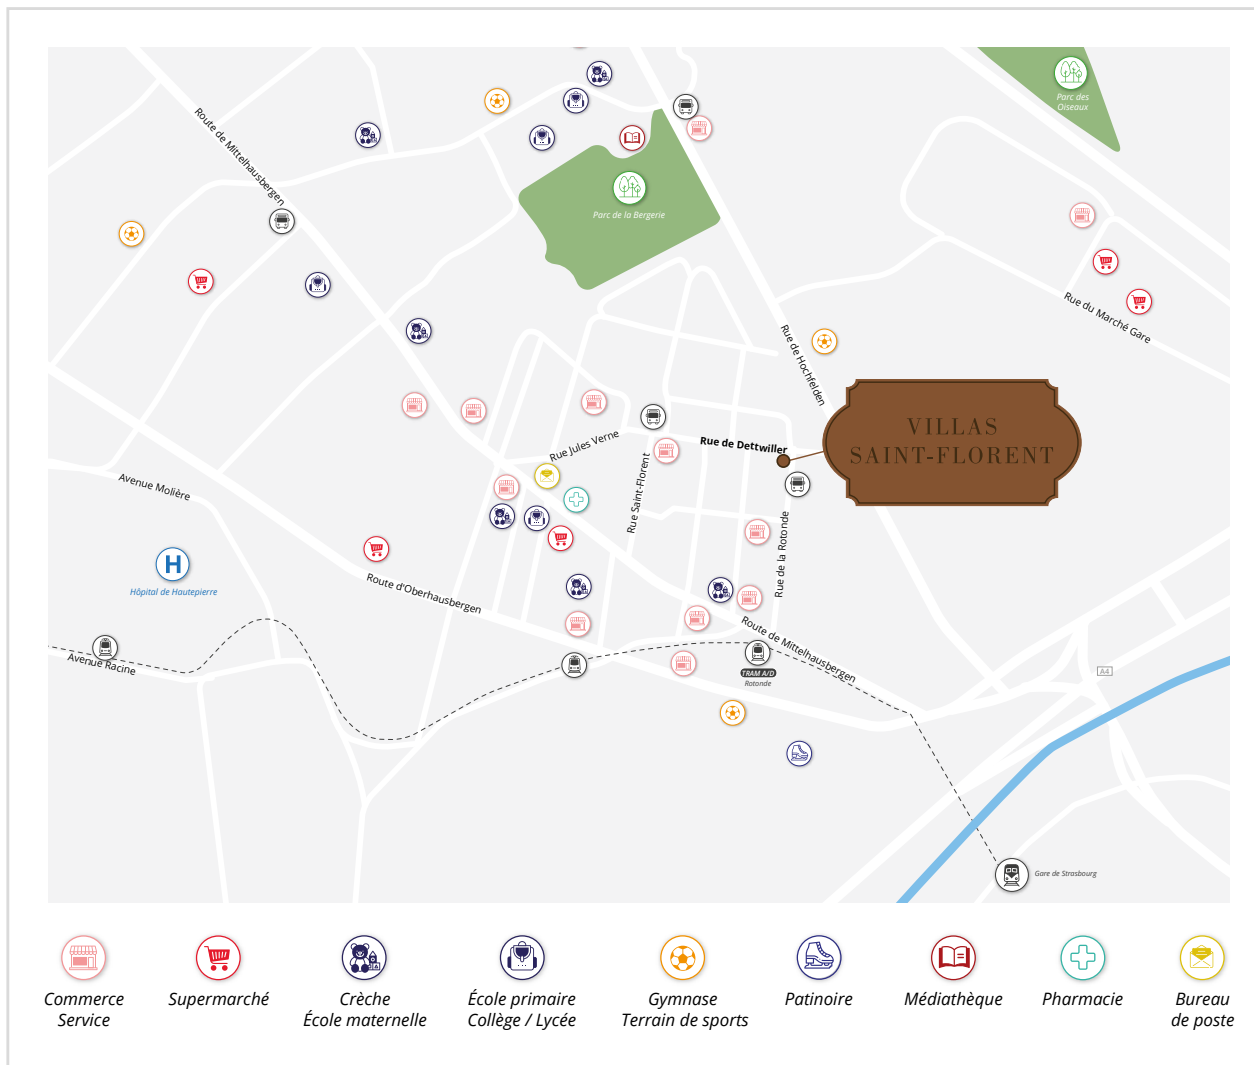 Parc des
Oiseaux
Route de Mittelhausbergen
Parc de la Bergerie
Rue du Marché Gare
Rue de Hochfelden
VILLAS
SAINT-FLORENT
Rue Jules Verne
Rue de Dettwiller
Rue Saint-Florent
Avenue Molière
Rue de la Rotonde
H
Hôpital de Hautepierre
Route d'Oberhausbergen
Route de Mittelhausbergen
Avenue Racine
TRAM A/D
Rotonde
A4
Gare de Strasbourg
Commerce
Service
Supermarché
Crèche
École maternelle
École primaire
Collège / Lycée
Gymnase
Terrain de sports
Patinoire
Médiathèque
Pharmacie
Bureau
de poste